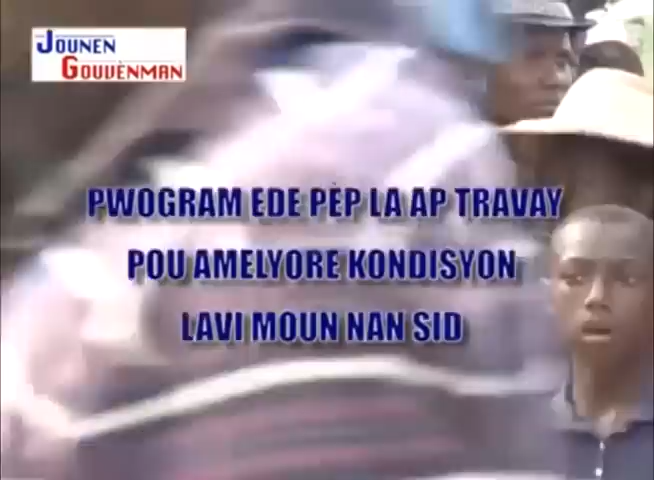 JOUNEN
GOUVÈNMAN
PWOGRAM EDE PÈP LA AP TRAVAY
POU AMELYORE KONDISYON
LAVI MOUN NAN SID